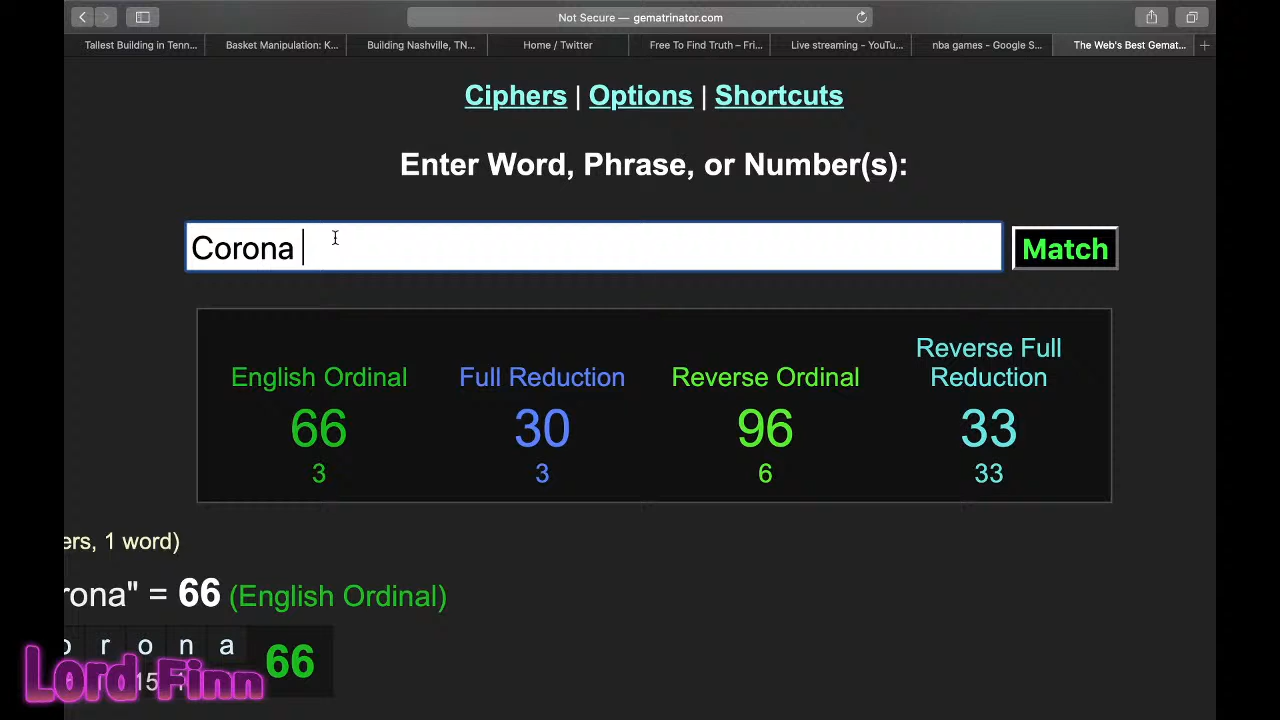 Not Secure — gematrinator.com
Tallest Building in Tenn... Basket Manipulation: K... Building Nashville, TN... Home / Twitter Free To Find Truth – Fri... Live streaming – YouTu... nba games - Google S... The Web's Best Gemat...
Ciphers | Options | Shortcuts
Enter Word, Phrase, or Number(s):
Corona
Match
English Ordinal Full Reduction Reverse Ordinal Reverse Full Reduction
66 30 96 33
3 3 6 33
ers, 1 word)
rona" = 66 (English Ordinal)
o r o n a 66
15
Lord Finn